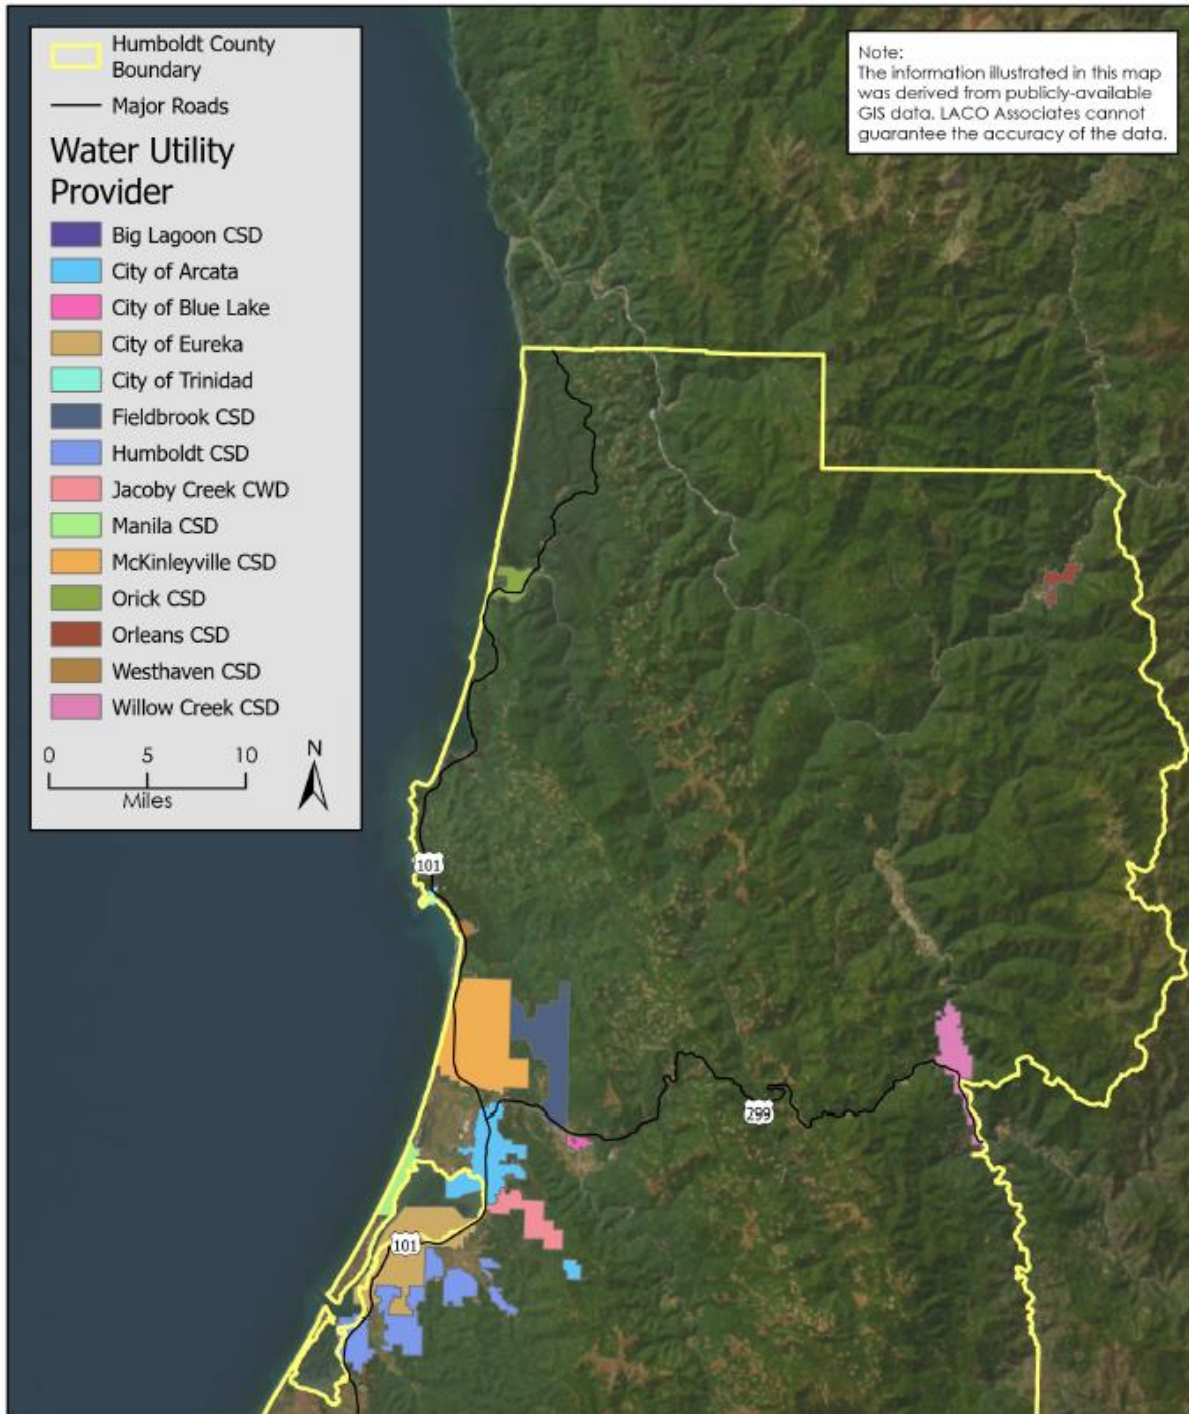 Humboldt County
Boundary
Major Roads
Water Utility
Provider
Big Lagoon CSD
City of Arcata
City of Blue Lake
City of Eureka
City of Trinidad
Fieldbrook CSD
Humboldt CSD
Jacoby Creek CWD
Manila CSD
McKinleyville CSD
Orick CSD
Orleans CSD
Westhaven CSD
Willow Creek CSD
0 5 10
Miles
N
Note:
The information illustrated in this map
was derived from publicly-available
GIS data. LACO Associates cannot
guarantee the accuracy of the data.
101
299
101